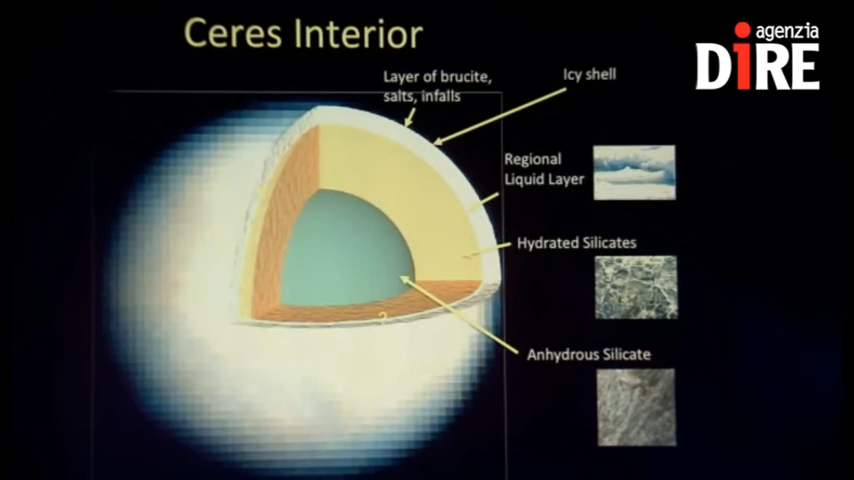 Ceres Interior
agenzia
DiRE
Layer of brucite,
salts, infalls
Icy shell
Regional
Liquid Layer
Hydrated Silicates
?
Anhydrous Silicate